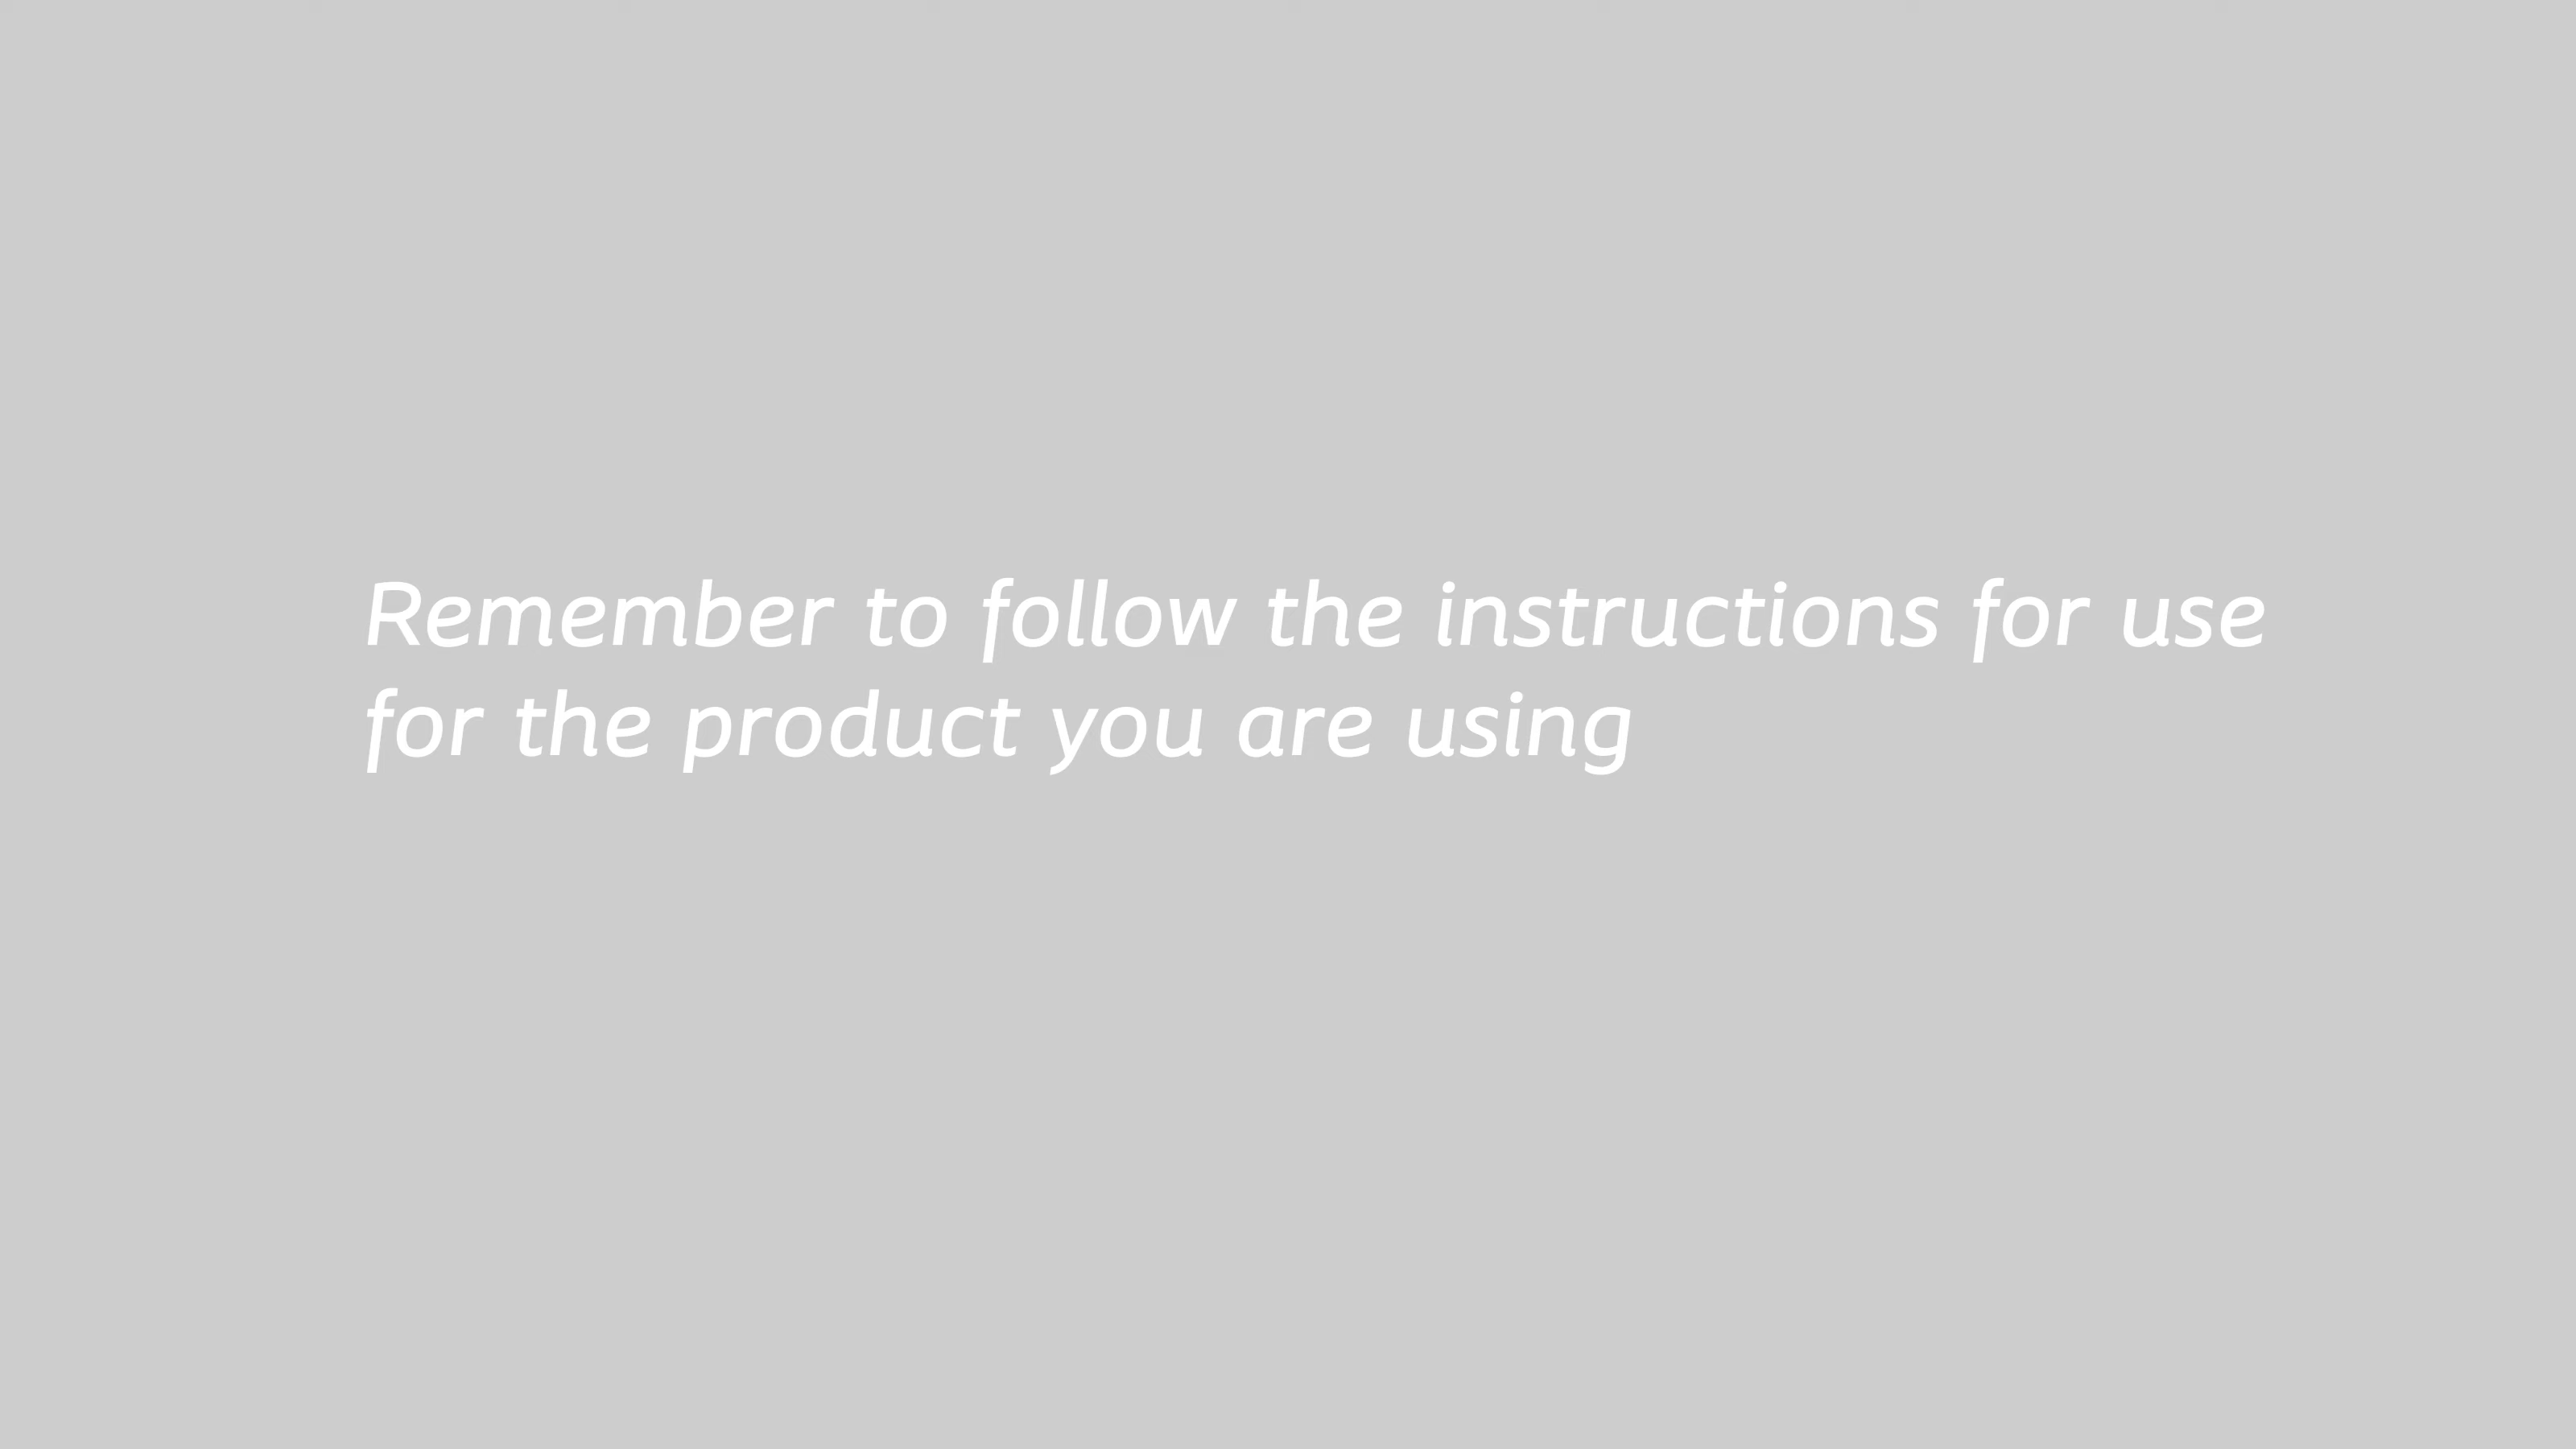 Remember to follow the instructions for use
for the product you are using